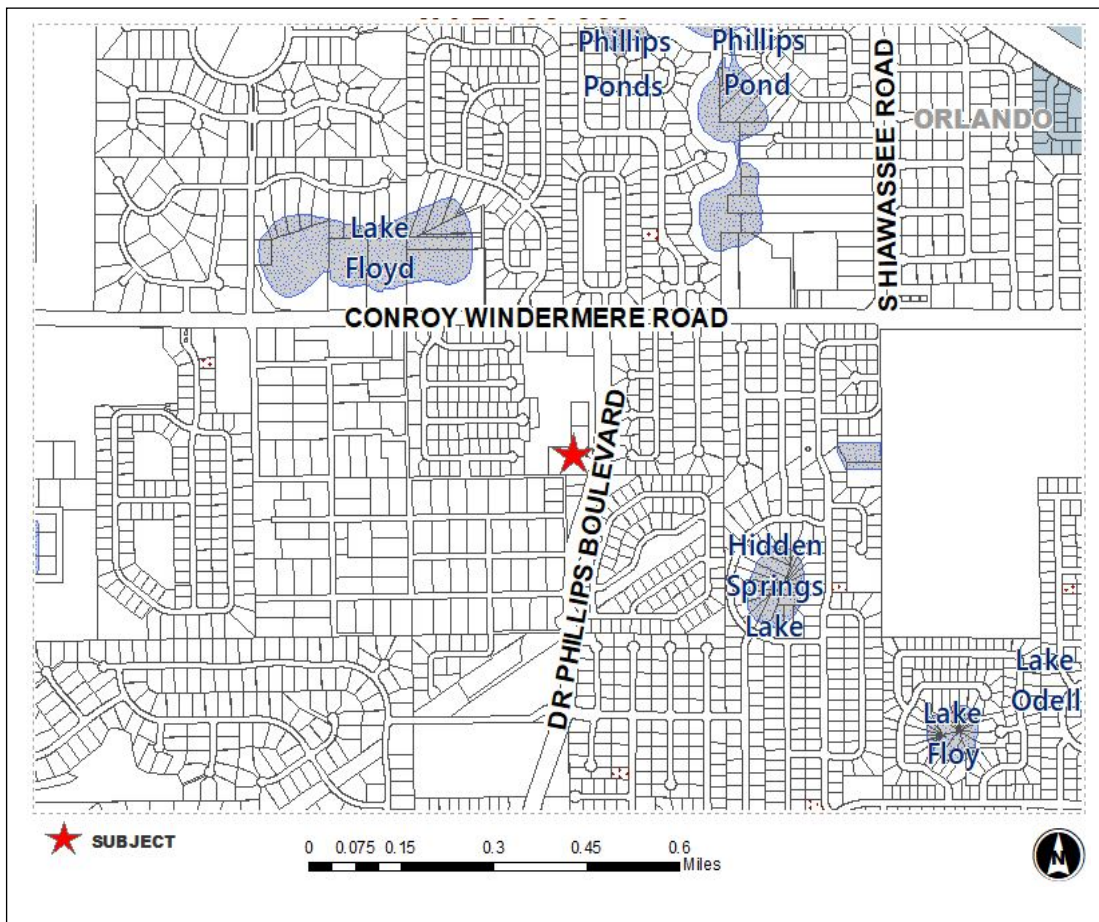 Phillips
Ponds
Phillips
Pond
S HIAWASSEE ROAD
ORLANDO
Lake
Floyd
CONROY WINDERMERE ROAD
DR PHILLIPS BOULEVARD
Hidden
Springs
Lake
Lake
Odell
Lake
Floy
SUBJECT
0 0.075 0.15 0.3 0.45 0.6
Miles
N